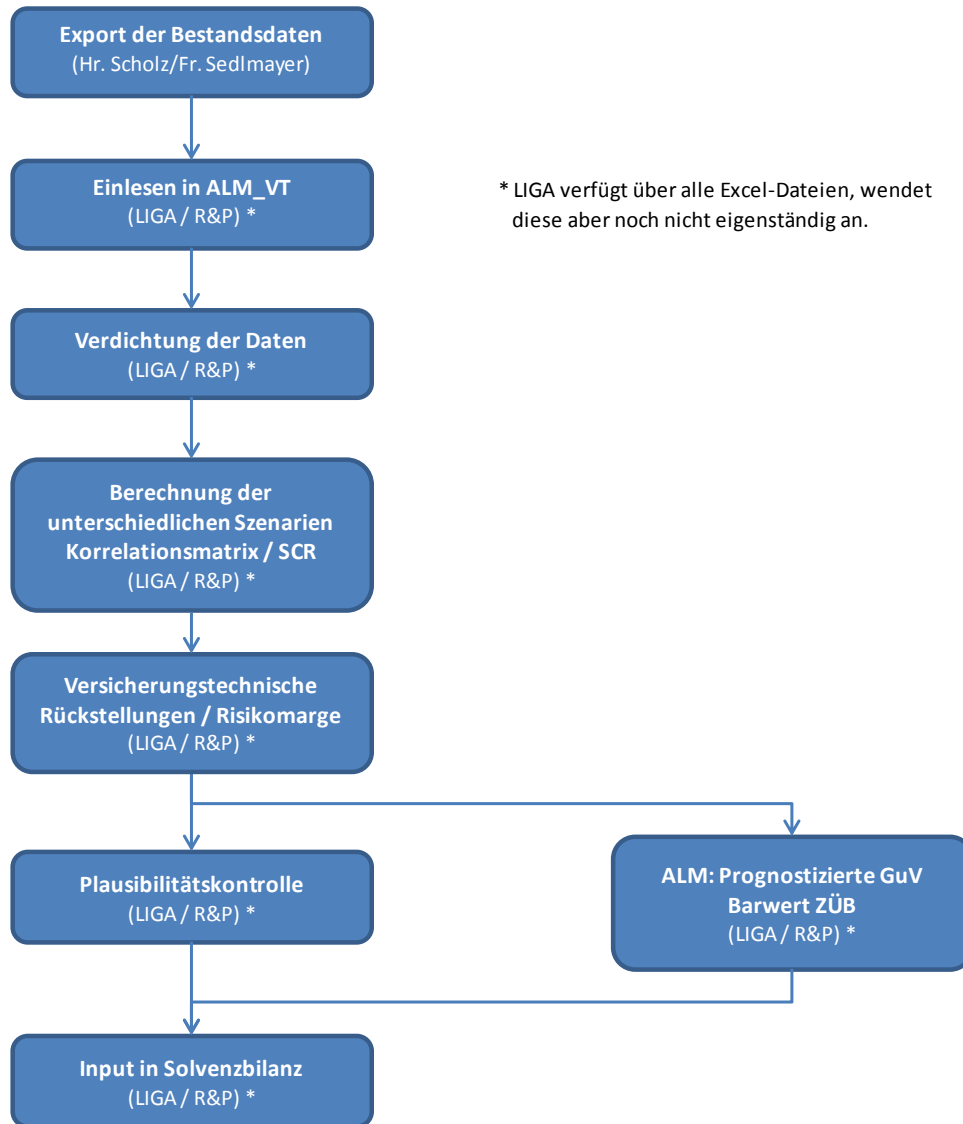 Export der Bestandsdaten
(Hr. Scholz/Fr. Sedlmayer)
Einlesen in ALM_VT
(LIGA / R&P) *
* LIGA verfügt über alle Excel-Dateien, wendet
diese aber noch nicht eigenständig an.
Verdichtung der Daten
(LIGA / R&P) *
Berechnung der
unterschiedlichen Szenarien
Korrelationsmatrix / SCR
(LIGA / R&P) *
Versicherungstechnische
Rückstellungen / Risikomarge
(LIGA / R&P) *
Plausibilitätskontrolle
(LIGA / R&P) *
ALM: Prognostizierte GuV
Barwert ZÜB
(LIGA / R&P) *
Input in Solvenzbilanz
(LIGA / R&P) *